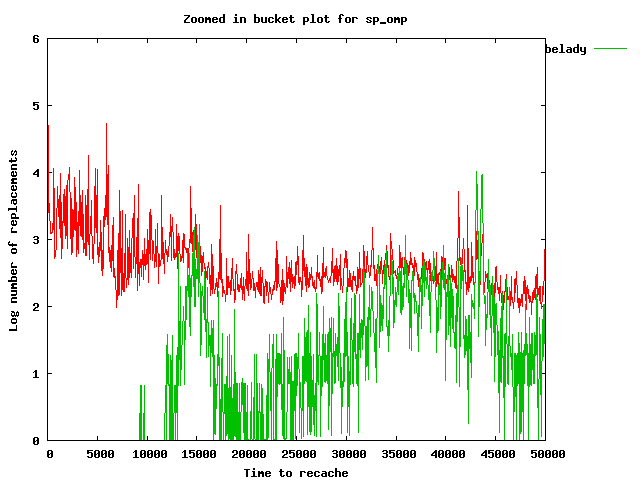 Zoomed in bucket plot for sp_omp
belady
6
5
4
3
2
1
0
Log number of replacements
0 5000 10000 15000 20000 25000 30000 35000 40000 45000 50000
Time to recache